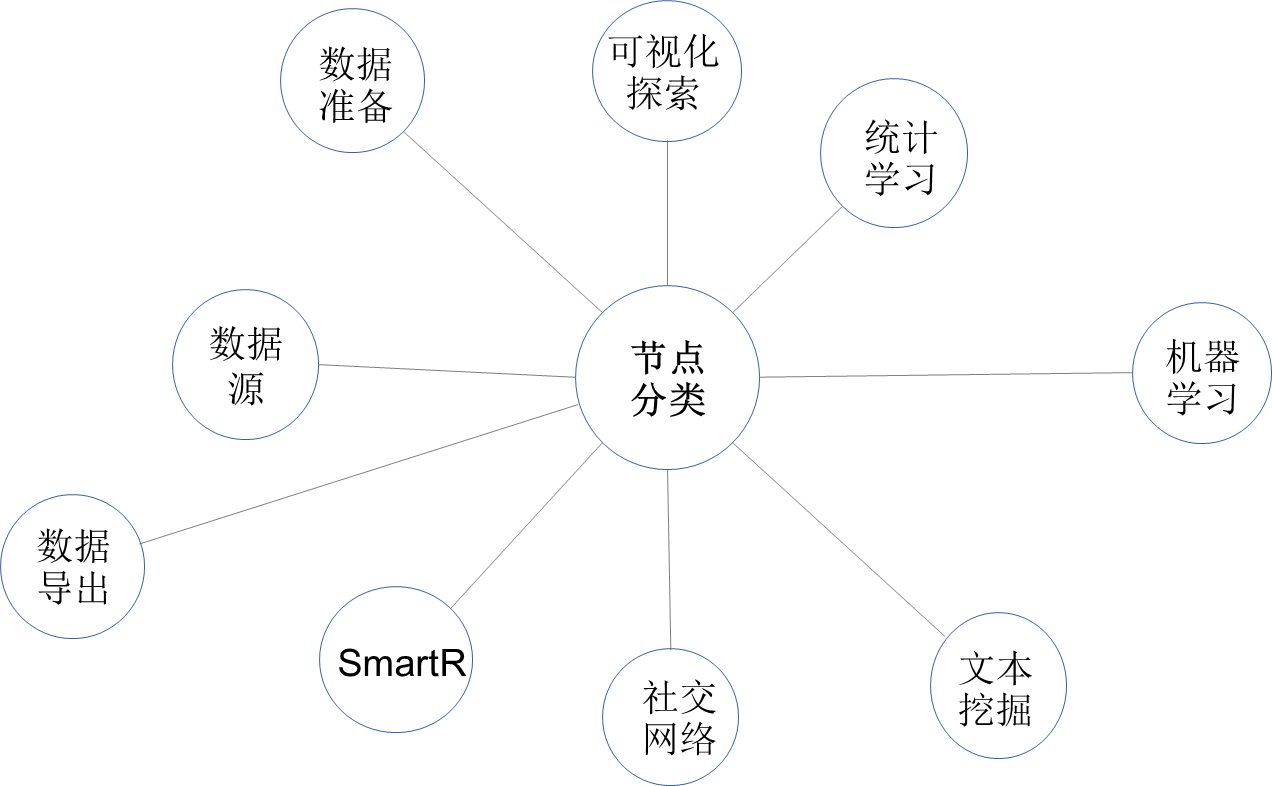 数据
准备
可视化
探索
统计
学习
数据
源
节点
分类
机器
学习
数据
导出
SmartR
社交
网络
文本
挖掘